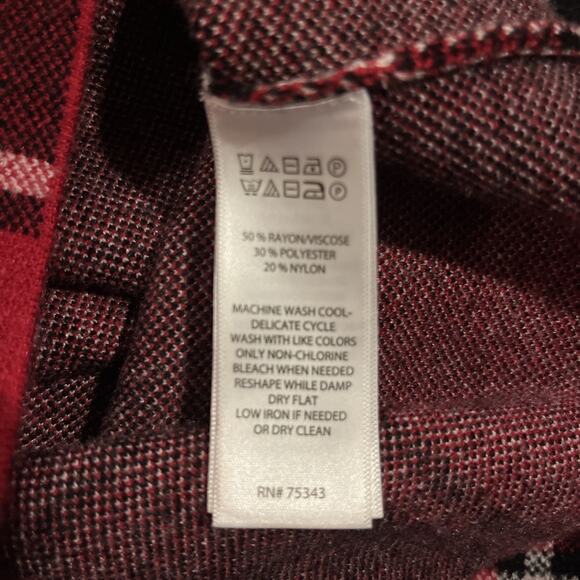 50 % RAYON/VISCOSE
30 % POLYESTER
20 % NYLON
MACHINE WASH COOL-
DELICATE CYCLE
WASH WITH LIKE COLORS
ONLY NON-CHLORINE
BLEACH WHEN NEEDED
RESHAPE WHILE DAMP
DRY FLAT
LOW IRON IF NEEDED
OR DRY CLEAN
RN# 75343